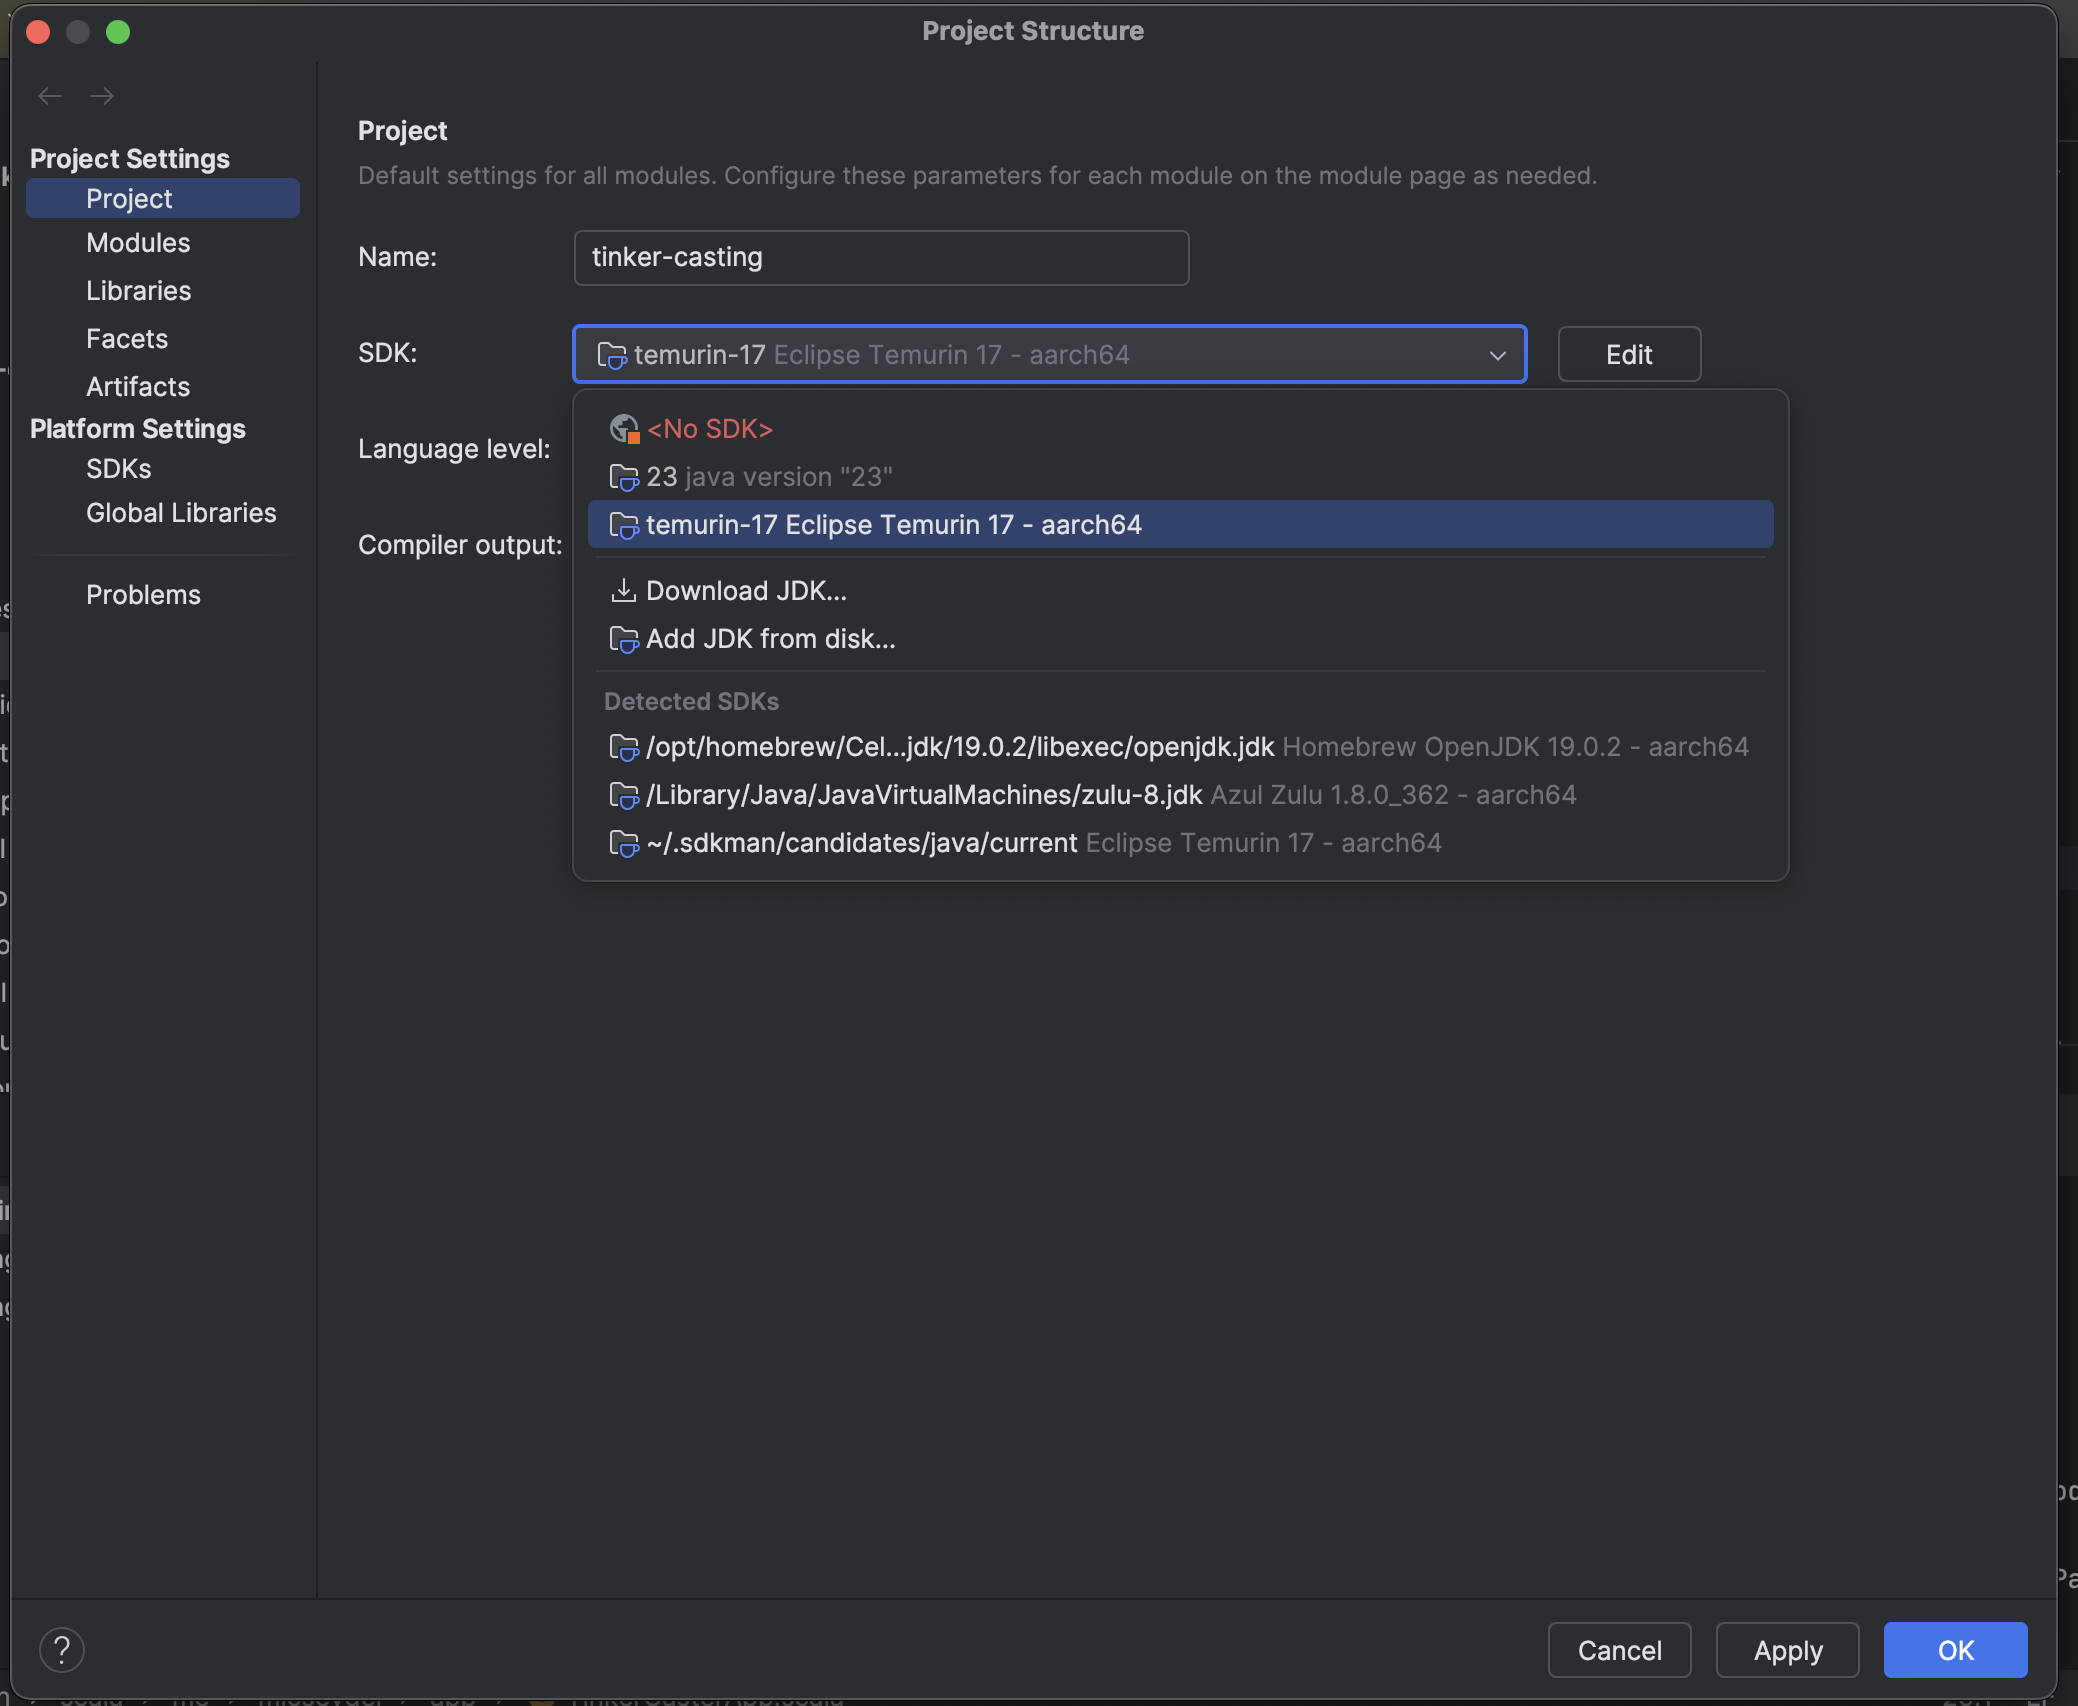 Project Structure
Project Settings
Project
Modules
Libraries
Facets
Artifacts
Platform Settings
SDKs
Global Libraries
Problems
Project
Default settings for all modules. Configure these parameters for each module on the module page as needed.
Name: tinker-casting
SDK: temurin-17 Eclipse Temurin 17 - aarch64 Edit
Language level:
Compiler output:
<No SDK>
23 java version "23"
temurin-17 Eclipse Temurin 17 - aarch64
Download JDK...
Add JDK from disk...
Detected SDKs
/opt/homebrew/Cel...jdk/19.0.2/libexec/openjdk.jdk Homebrew OpenJDK 19.0.2 - aarch64
/Library/Java/JavaVirtualMachines/zulu-8.jdk Azul Zulu 1.8.0_362 - aarch64
~/.sdkman/candidates/java/current Eclipse Temurin 17 - aarch64
? Cancel Apply OK